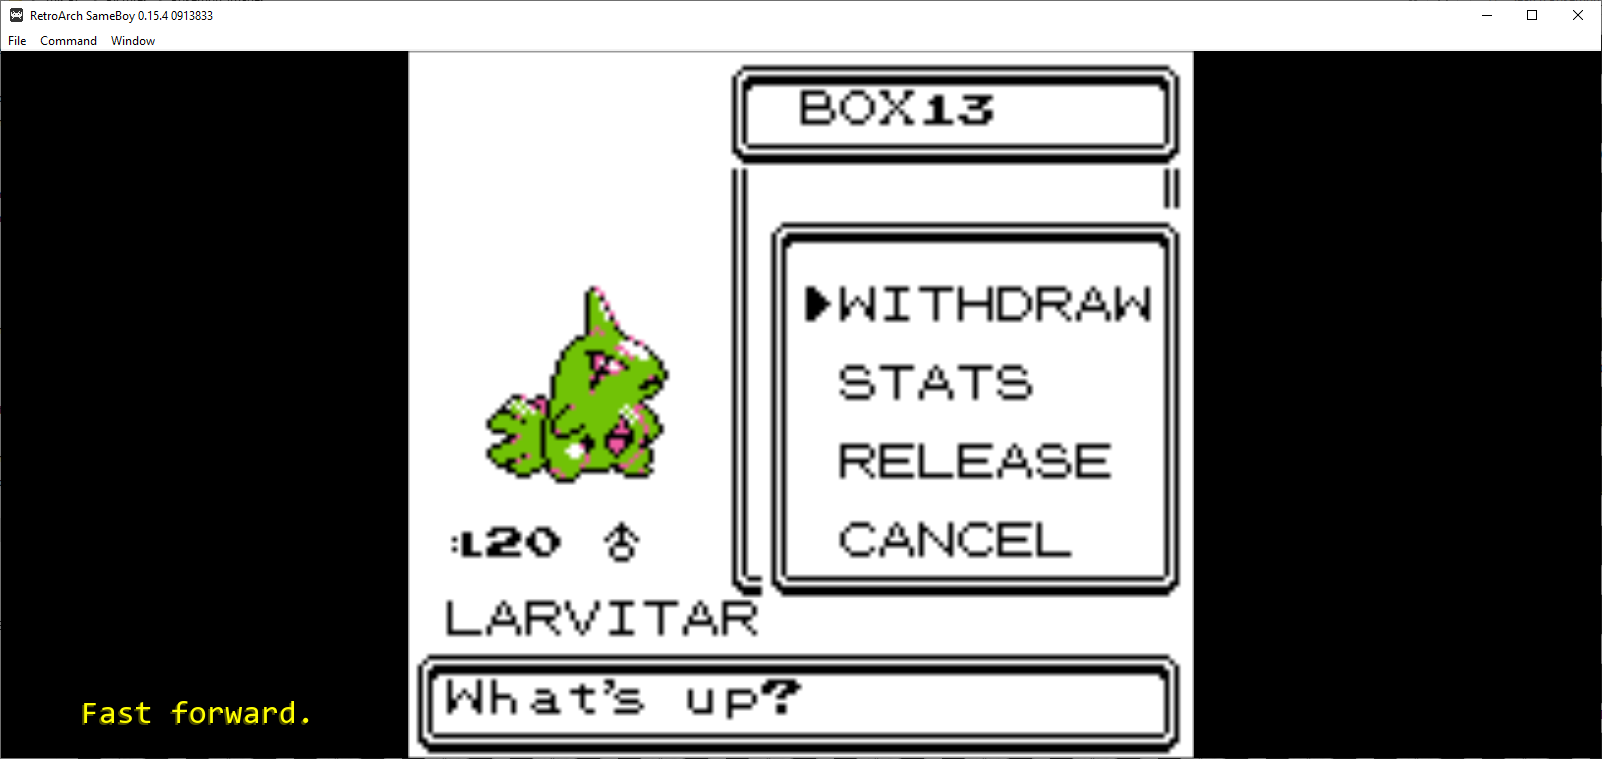 RetroArch SameBoy 0.15.4 0913833
File Command Window
BOX13
WITHDRAW
STATS
RELEASE
CANCEL
:L20 ♂
LARVITAR
What's up?
Fast forward.